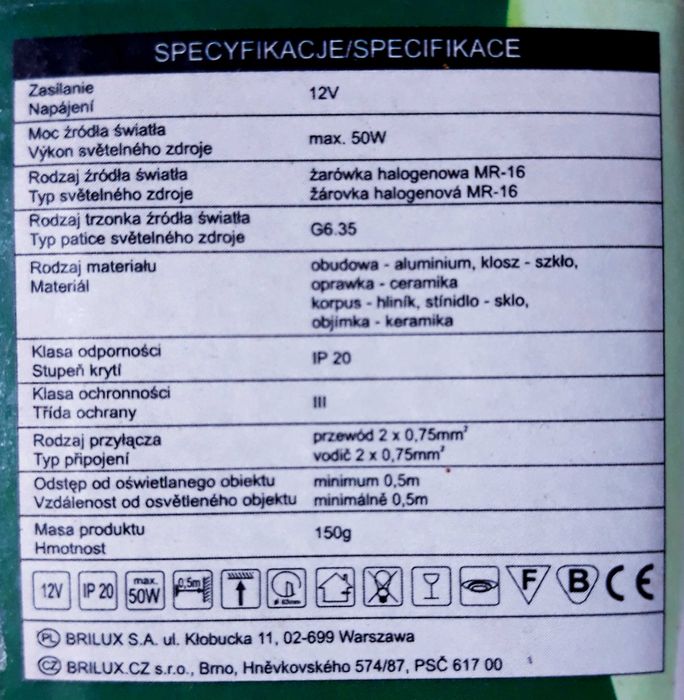 SPECYFIKACJE/SPECIFIKACE
Zasilanie
Napájení
12V
Moc źródła światła
Výkon světelného zdroje
max. 50W
Rodzaj źródła światła
Typ světelného zdroje
żarówka halogenowa MR-16
žárovka halogenová MR-16
Rodzaj trzonka źródła światła
Typ patice světelného zdroje
G6.35
Rodzaj materiału
Materiál
obudowa - aluminium, klosz - szkło,
oprawka - ceramika
korpus - hliník, stínidlo - sklo,
objímka - keramika
Klasa odporności
Stupeň krytí
IP 20
Klasa ochronności
Třída ochrany
III
Rodzaj przyłącza
Typ připojení
przewód 2 x 0,75mm²
vodič 2 x 0,75mm²
Odstęp od oświetlanego obiektu
Vzdálenost od osvětleného objektu
minimum 0,5m
minimálně 0,5m
Masa produktu
Hmotnost
150g
12V
IP 20
max.
50W
0,5m
F
B
CE
PL BRILUX S.A. ul. Kłobucka 11, 02-699 Warszawa
CZ BRILUX.CZ s.r.o., Brno, Hněvkovského 574/87, PSČ 617 00